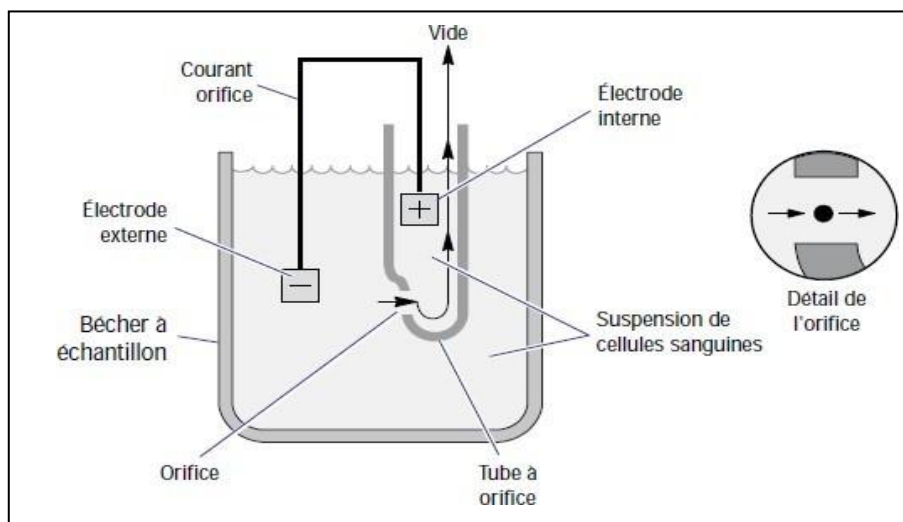 Vide
Courant
orifice
Électrode
interne
Électrode
externe
+
−
Bécher à
échantillon
Suspension de
cellules sanguines
Détail de
l'orifice
Orifice
Tube à
orifice